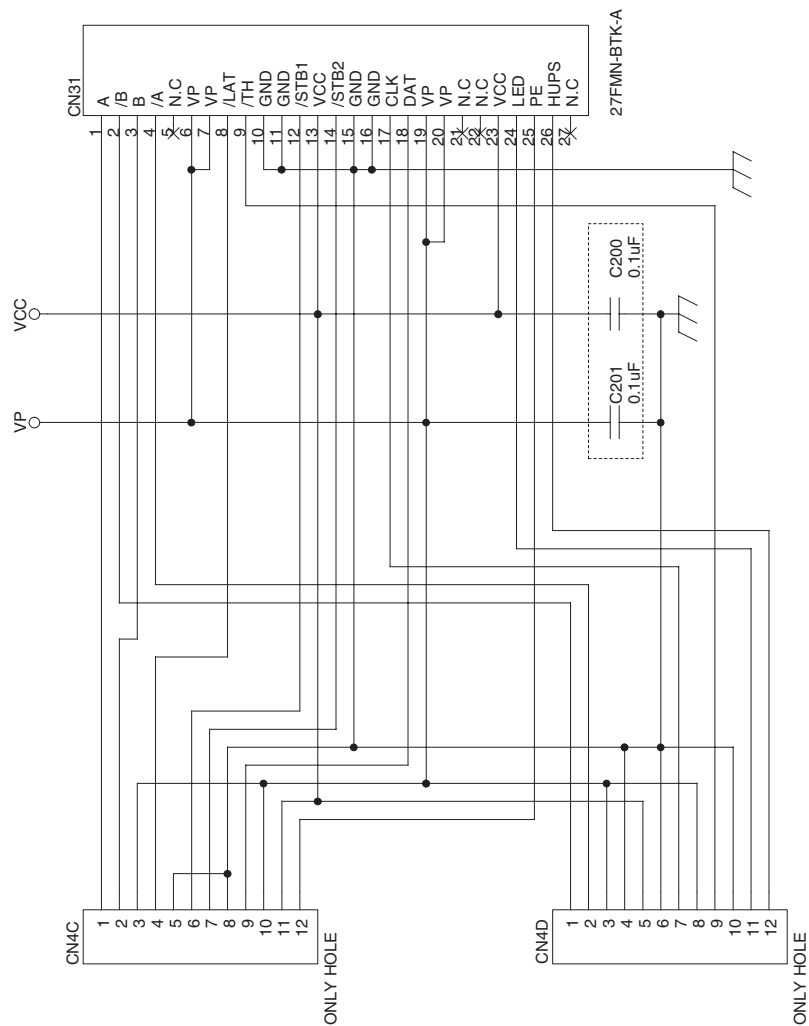 CN31
1 A
2 /B
3 B
4 /A
5 N.C
6 VP
7 VP
8 /LAT
9 /TH
10 GND
11 GND
12 /STB1
13 VCC
14 /STB2
15 GND
16 GND
17 CLK
18 DAT
19 VP
20 VP
21 N.C
22 N.C
23 VCC
24 LED
25 PE
26 HUPS
27 N.C
27FMN-BTK-A
VCC
VP
C200
0.1uF
C201
0.1uF
CN4C
1
2
3
4
5
6
7
8
9
10
11
12
ONLY HOLE
CN4D
1
2
3
4
5
6
7
8
9
10
11
12
ONLY HOLE